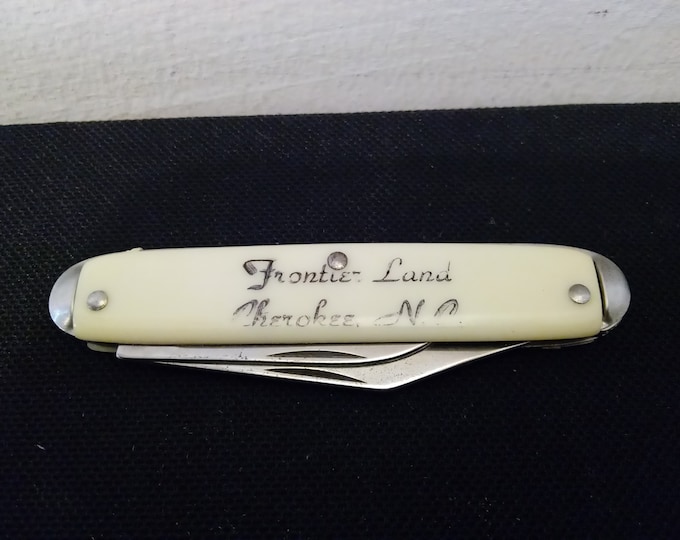 Frontier Land
Cherokee, N.C.